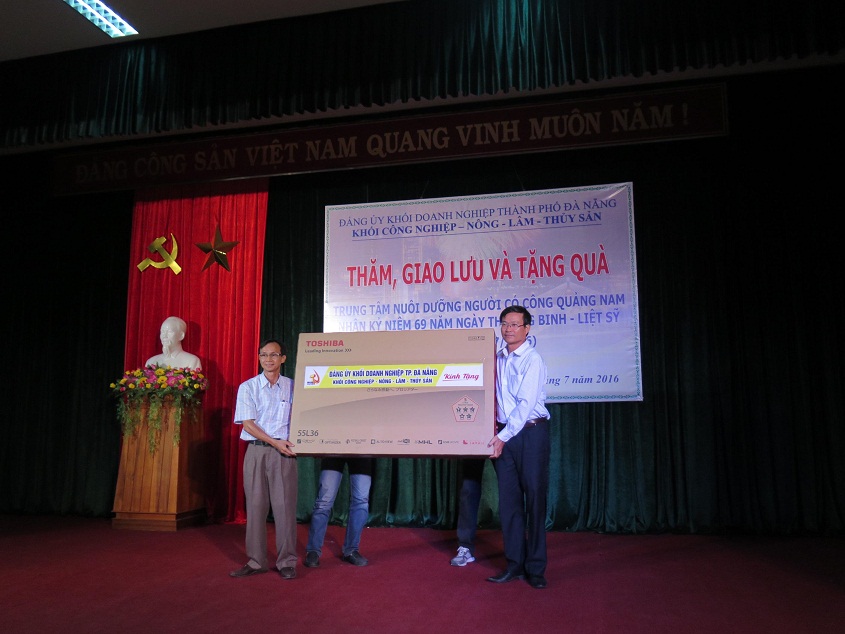 ĐẢNG CỘNG SẢN VIỆT NAM QUANG VINH MUÔN NĂM !
ĐẢNG ỦY KHỐI DOANH NGHIỆP THÀNH PHỐ ĐÀ NẴNG
KHỐI CÔNG NGHIỆP – NÔNG - LÂM - THỦY SẢN
THĂM, GIAO LƯU VÀ TẶNG QUÀ
TRUNG TÂM NUÔI DƯỠNG NGƯỜI CÓ CÔNG QUẢNG NAM
NHÂN KỶ NIỆM 69 NĂM NGÀY BINH - LIỆT SỸ
7 2016
TOSHIBA
Leading Innovation >>>
ĐẢNG ỦY KHỐI DOANH NGHIỆP TP. ĐÀ NẴNG
KHỐI CÔNG NGHIỆP - NÔNG - LÂM - THỦY SẢN
Kính Tặng
55L36
MHL